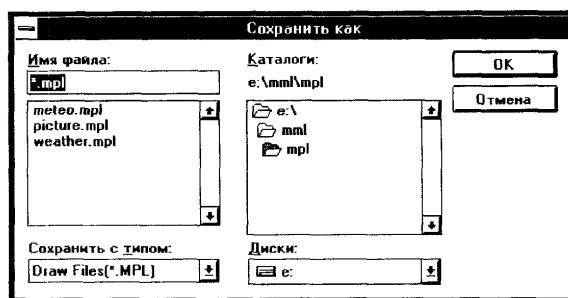 Сохранить как
Имя файла:
*.mpl
meteo.mpl
picture.mpl
weather.mpl
Сохранить с типом:
Draw Files(*.MPL)
Каталоги:
e:\mml\mpl
e:\
mml
mpl
Диски:
e:
OK
Отмена